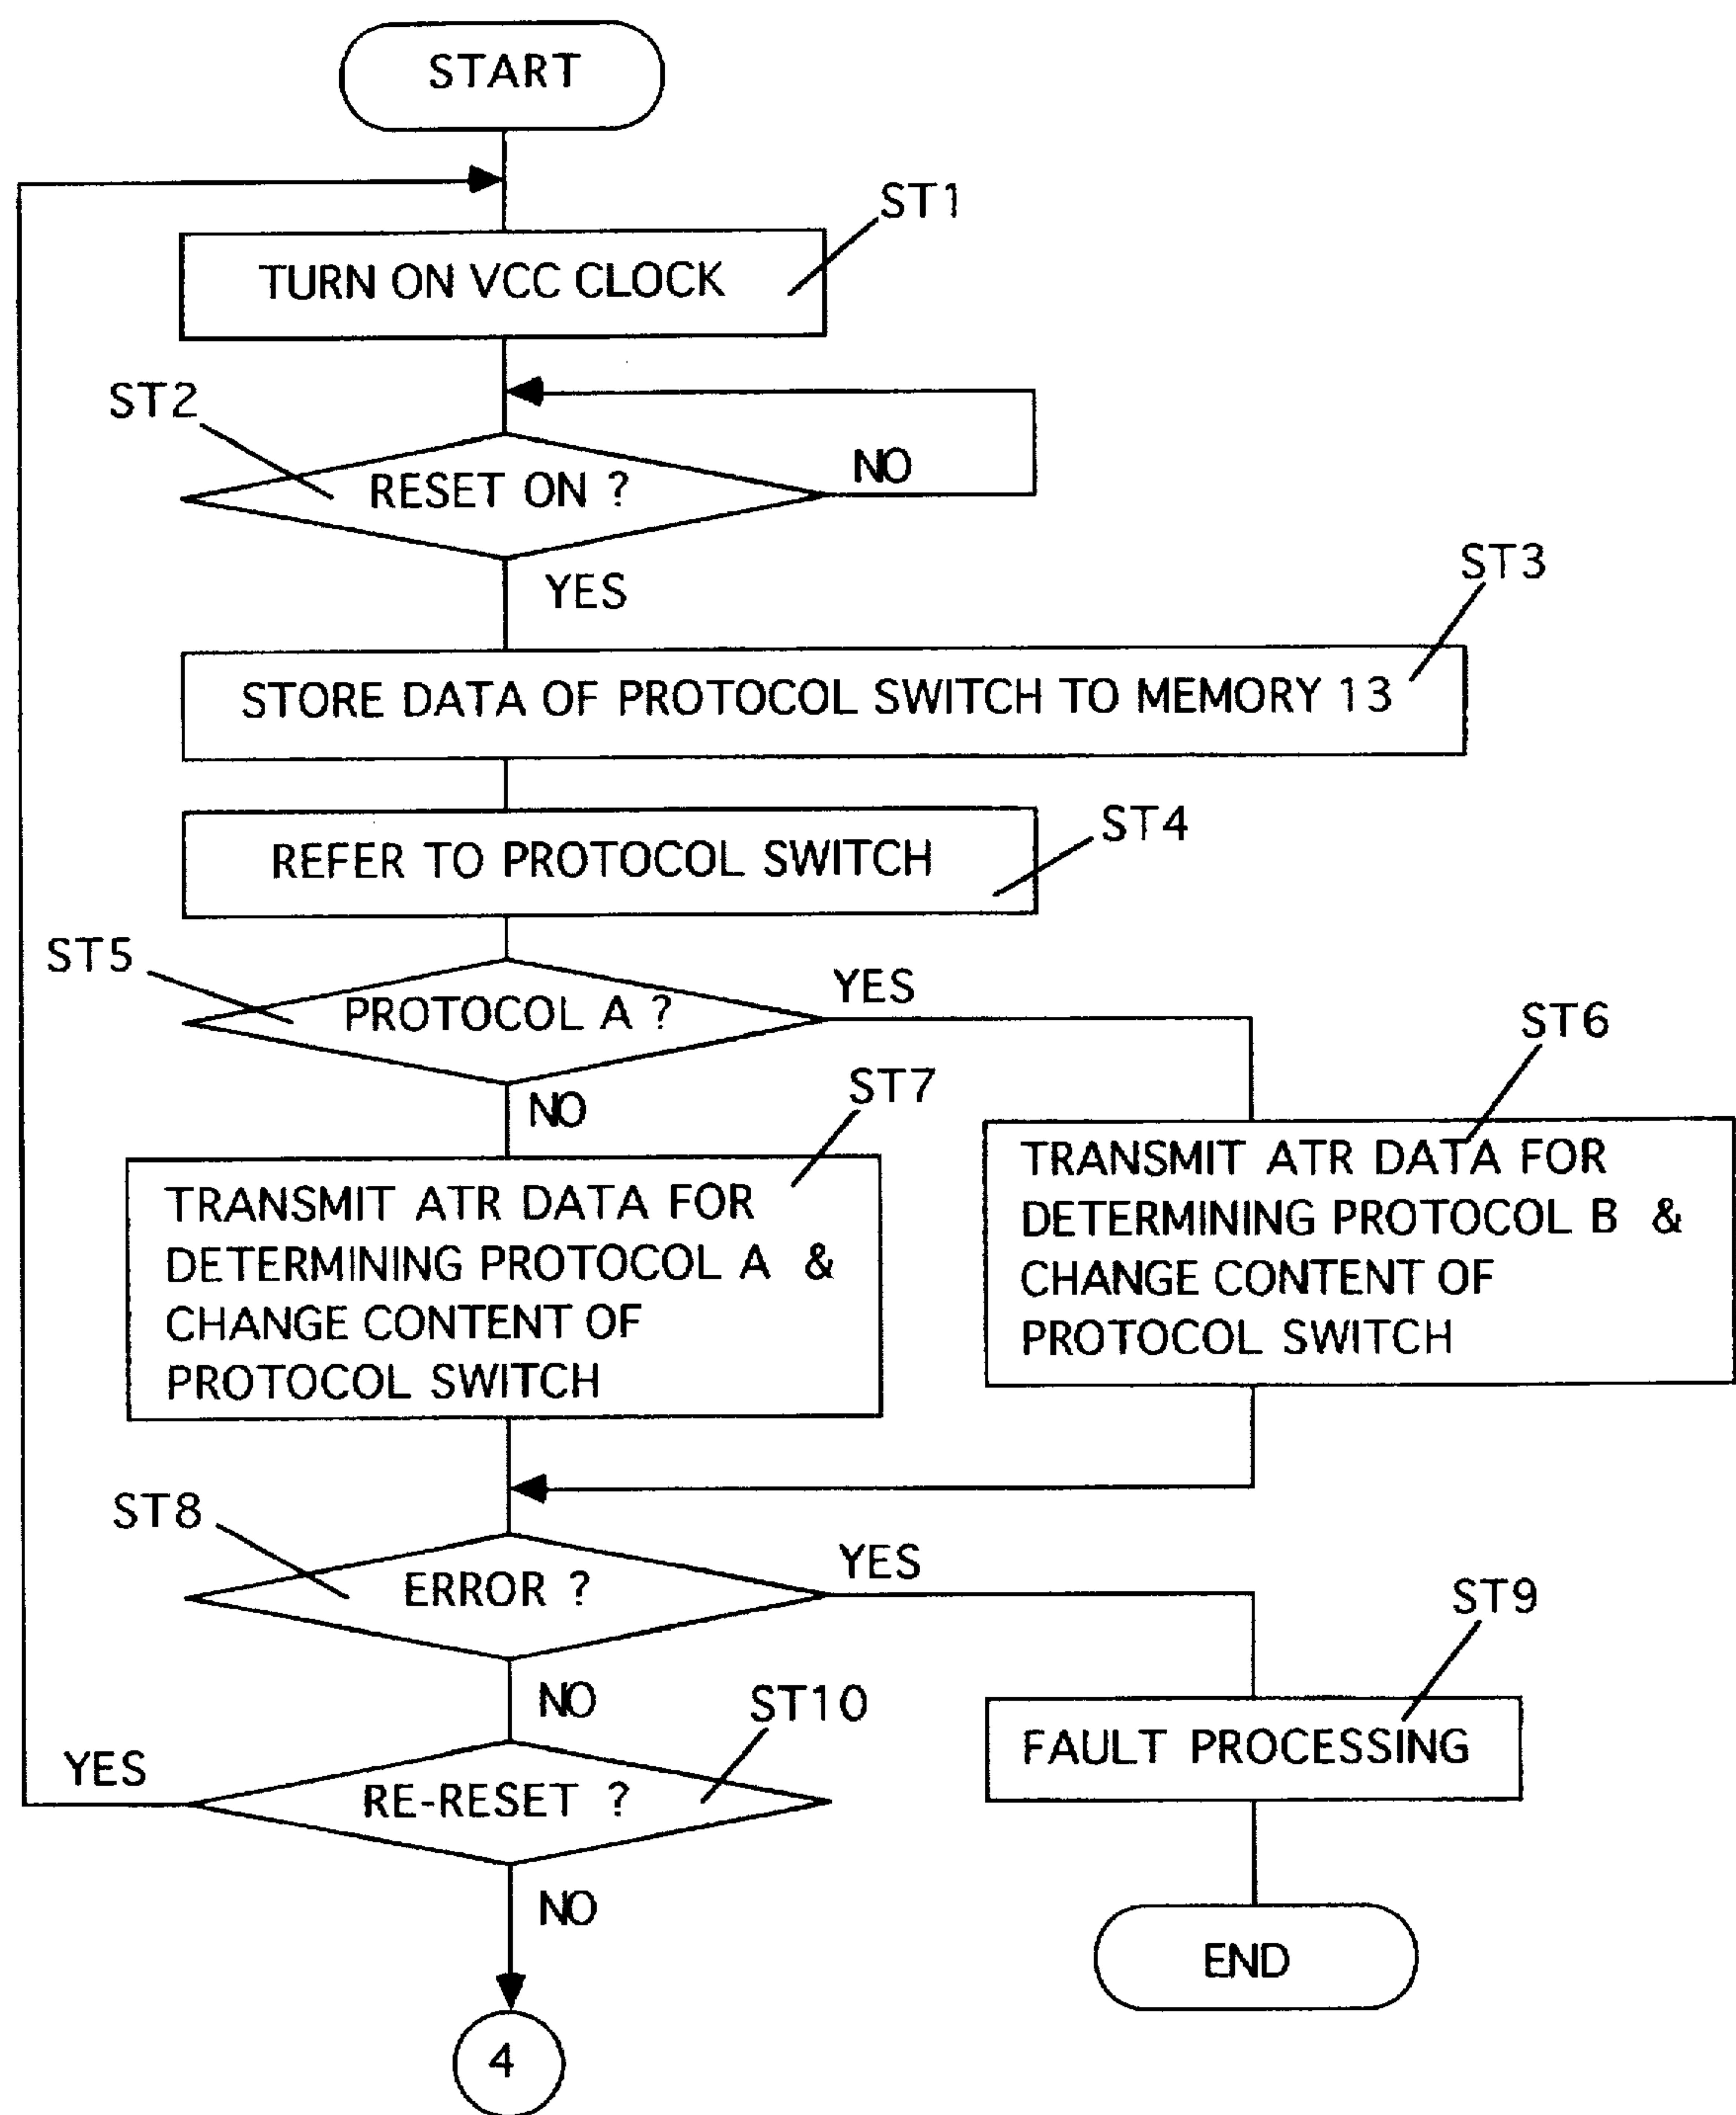 START
ST1
TURN ON VCC CLOCK
ST2
RESET ON ?
NO
YES
ST3
STORE DATA OF PROTOCOL SWITCH TO MEMORY 13
ST4
REFER TO PROTOCOL SWITCH
ST5
PROTOCOL A ?
YES
ST6
NO
ST7
TRANSMIT ATR DATA FOR
DETERMINING PROTOCOL A &
CHANGE CONTENT OF
PROTOCOL SWITCH
TRANSMIT ATR DATA FOR
DETERMINING PROTOCOL B &
CHANGE CONTENT OF
PROTOCOL SWITCH
ST8
ERROR ?
YES
ST9
NO
ST10
FAULT PROCESSING
YES
RE-RESET ?
NO
END
4